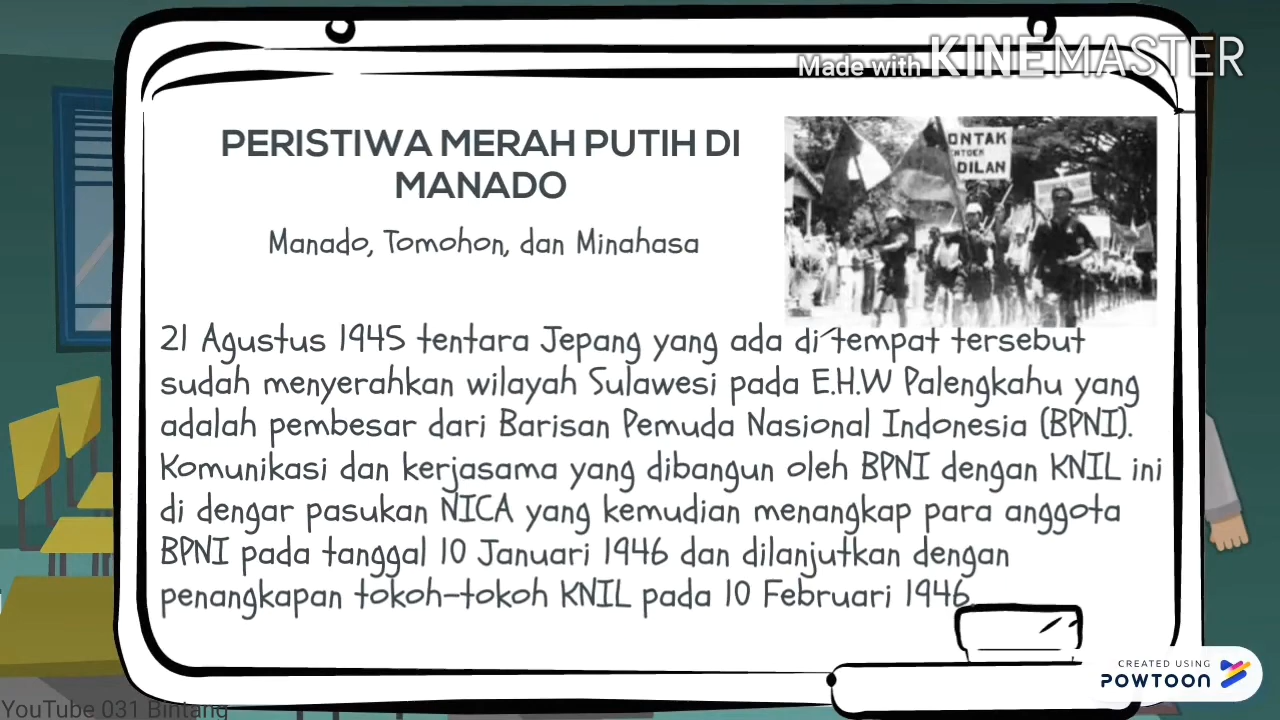 Made with KINEMASTER
PERISTIWA MERAH PUTIH DI
MANADO
Manado, Tomohon, dan Minahasa
ONTAK
NTOEK
DILAN
21 Agustus 1945 tentara Jepang yang ada di tempat tersebut
sudah menyerahkan wilayah Sulawesi pada E.H.W Palengkahu yang
adalah pembesar dari Barisan Pemuda Nasional Indonesia (BPNI).
Komunikasi dan kerjasama yang dibangun oleh BPNI dengan KNIL ini
di dengar pasukan NICA yang kemudian menangkap para anggota
BPNI pada tanggal 10 Januari 1946 dan dilanjutkan dengan
penangkapan tokoh-tokoh KNIL pada 10 Februari 1946.
CREATED USING
POWTOON
YouTube 031 Bintang